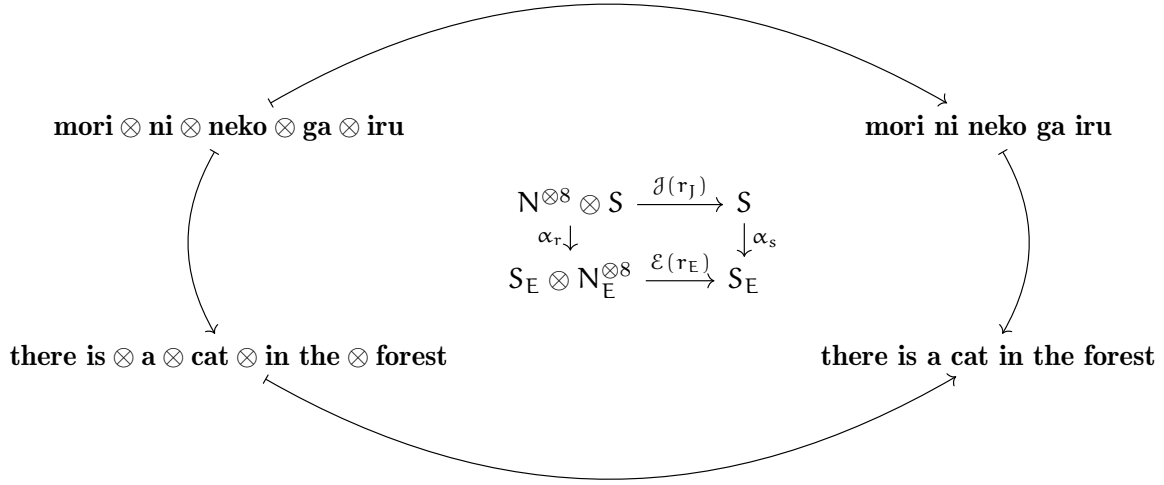 mori ⊗ ni ⊗ neko ⊗ ga ⊗ iru
mori ni neko ga iru
N^{⊗8} ⊗ S 𝒥(r_J) S
α_r α_s
S_E ⊗ N_E^{⊗8} ℰ(r_E) S_E
there is ⊗ a ⊗ cat ⊗ in the ⊗ forest
there is a cat in the forest